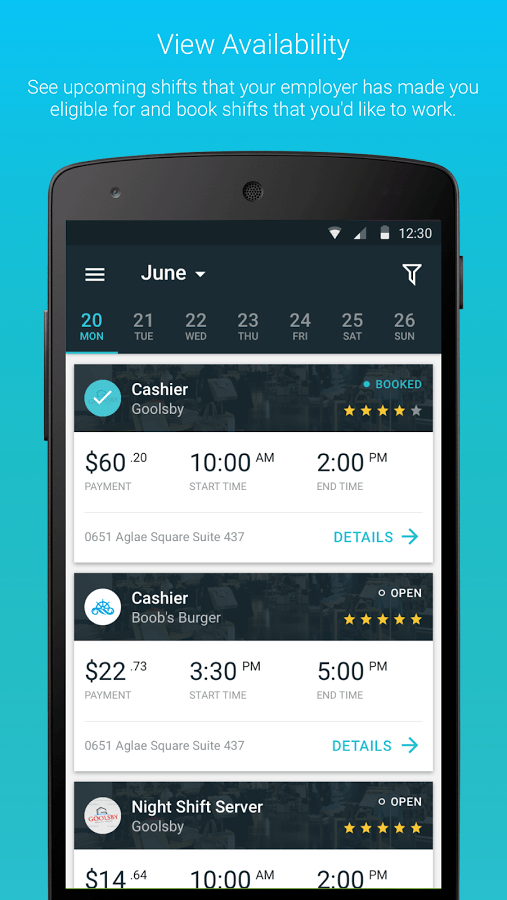 View Availability
See upcoming shifts that your employer has made you
eligible for and book shifts that you'd like to work.
12:30
June
20 21 22 23 24 25 26
MON TUE WED THU FRI SAT SUN
Cashier
BOOKED
Goolsby
$60 .20 10:00 AM 2:00 PM
PAYMENT START TIME END TIME
0651 Aglae Square Suite 437 DETAILS
Cashier
OPEN
Boob's Burger
$22 .73 3:30 PM 5:00 PM
PAYMENT START TIME END TIME
0651 Aglae Square Suite 437 DETAILS
Night Shift Server
OPEN
GOOLSBY
Goolsby
$14 .64 10:00 AM 2:00 PM